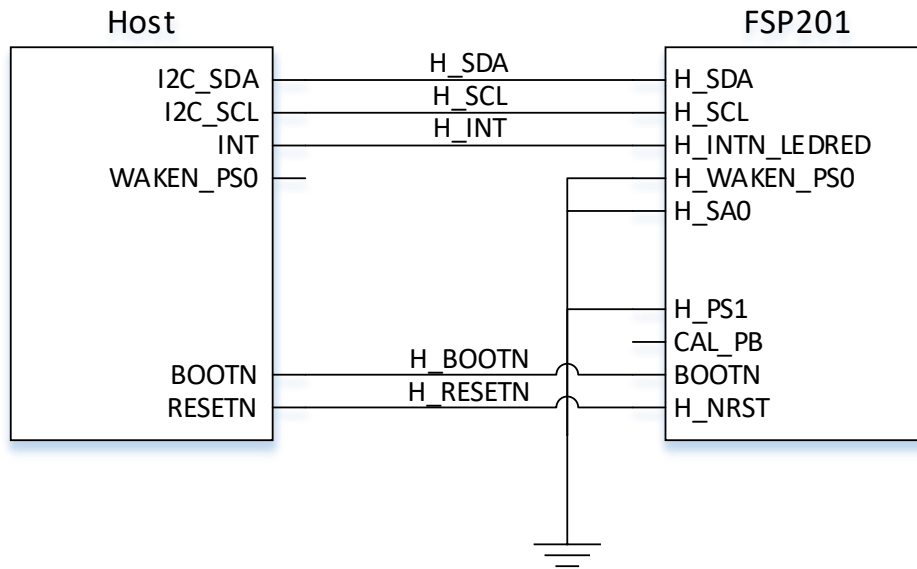 Host FSP201
I2C_SDA H_SDA H_SDA
I2C_SCL H_SCL H_SCL
INT H_INT H_INTN_LEDRED
WAKEN_PS0 H_WAKEN_PS0
H_SA0
H_PS1
CAL_PB
BOOTN H_BOOTN BOOTN
RESETN H_RESETN H_NRST